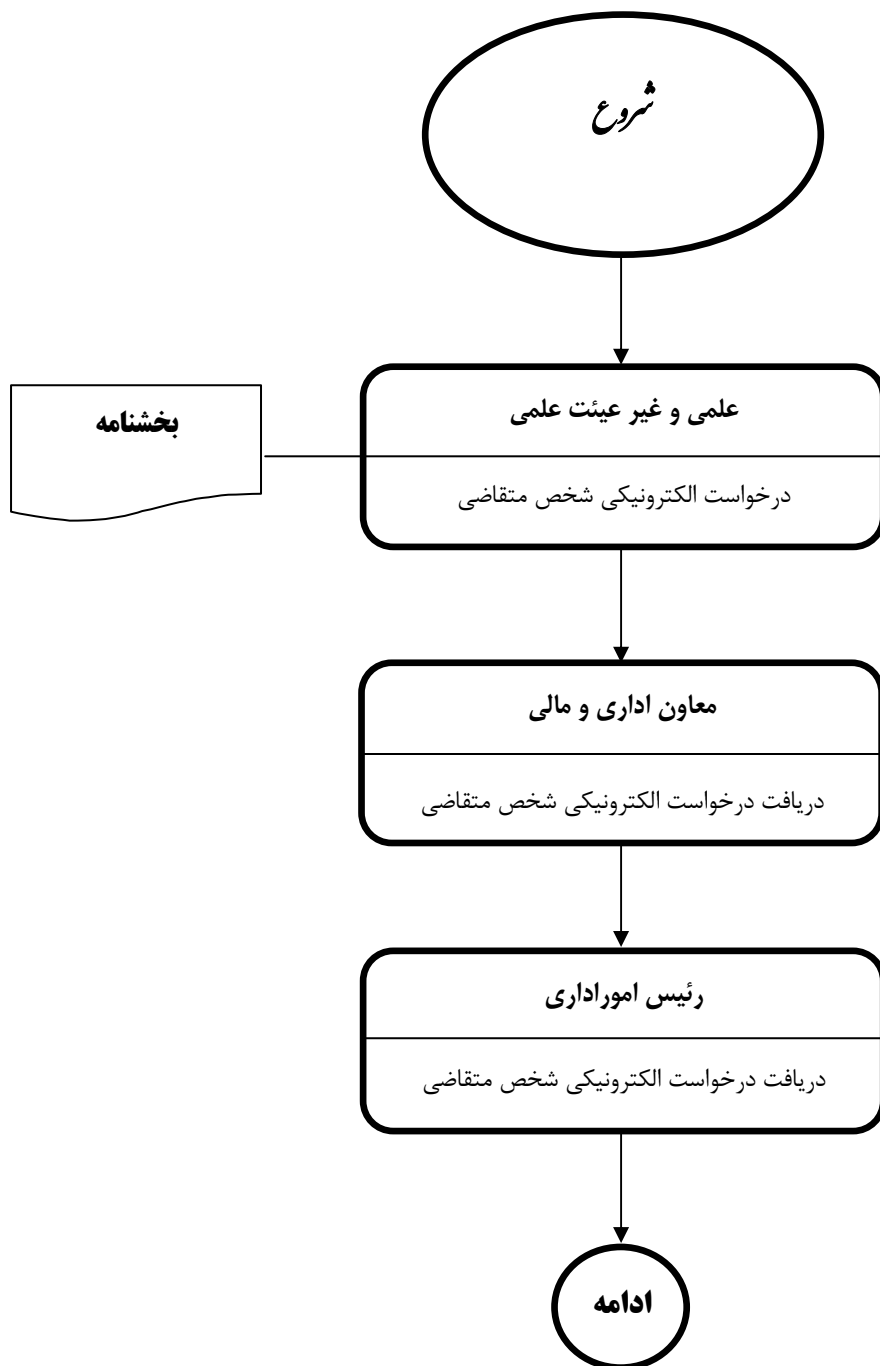 شروع
علمی و غیر عیئت علمی
بخشنامه
درخواست الکترونیکی شخص متقاضی
معاون اداری و مالی
دریافت درخواست الکترونیکی شخص متقاضی
رئیس اموراداری
دریافت درخواست الکترونیکی شخص متقاضی
ادامه